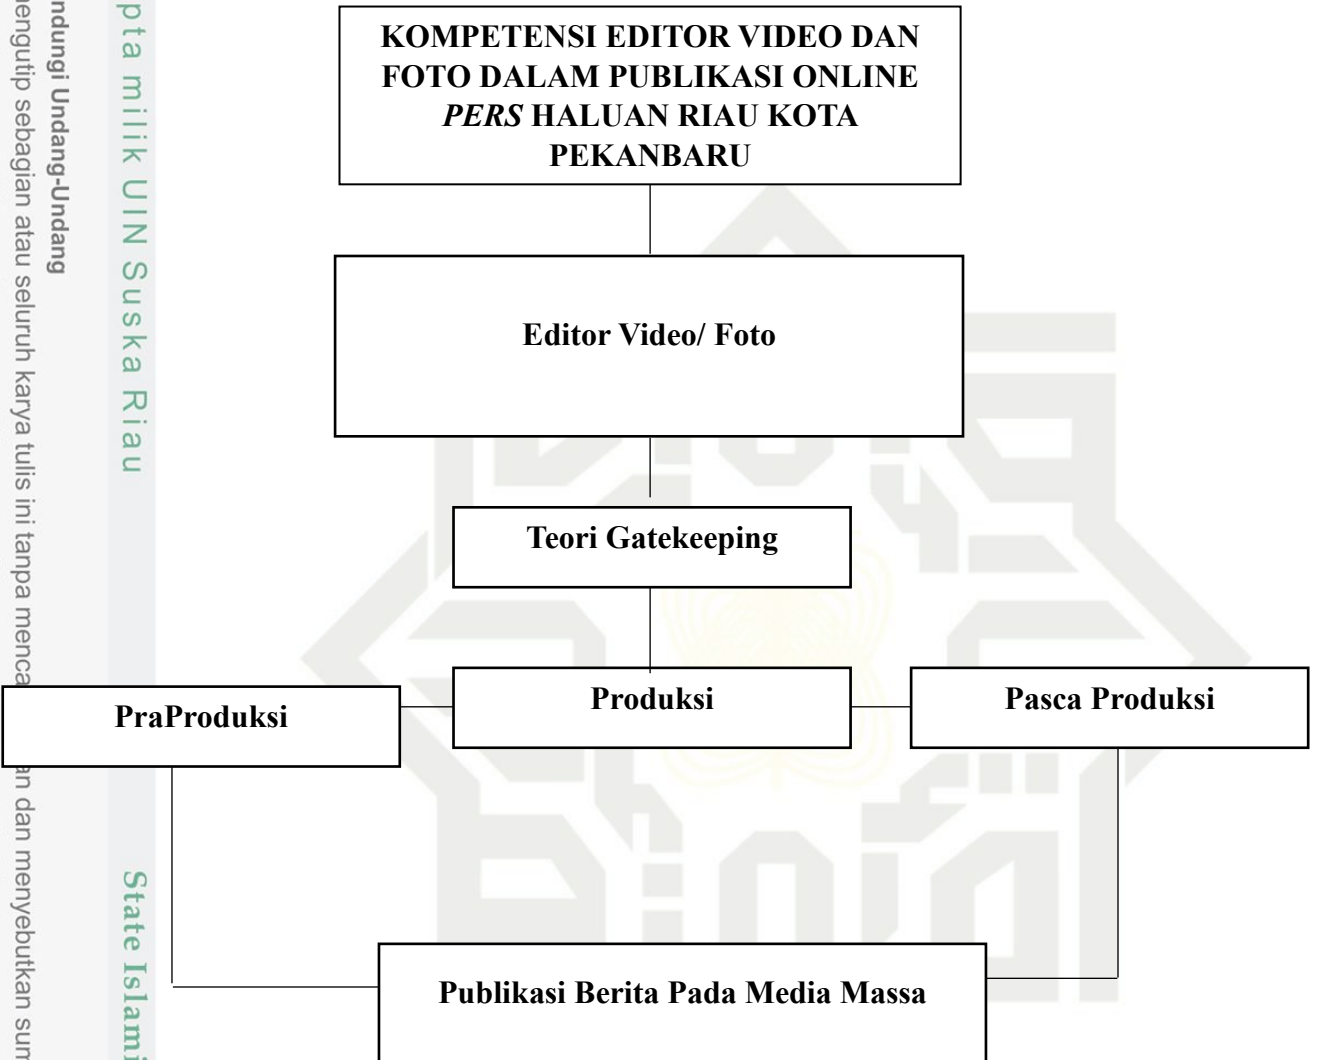 KOMPETENSI EDITOR VIDEO DAN
FOTO DALAM PUBLIKASI ONLINE
PERS HALUAN RIAU KOTA
PEKANBARU
Editor Video/ Foto
Teori Gatekeeping
PraProduksi
Produksi
Pasca Produksi
Publikasi Berita Pada Media Massa
pta milik UIN Suska Riau
State Islami
ndungi Undang-Undang
engutip sebagian atau seluruh karya tulis ini tanpa menca
an dan menyebutkan sum